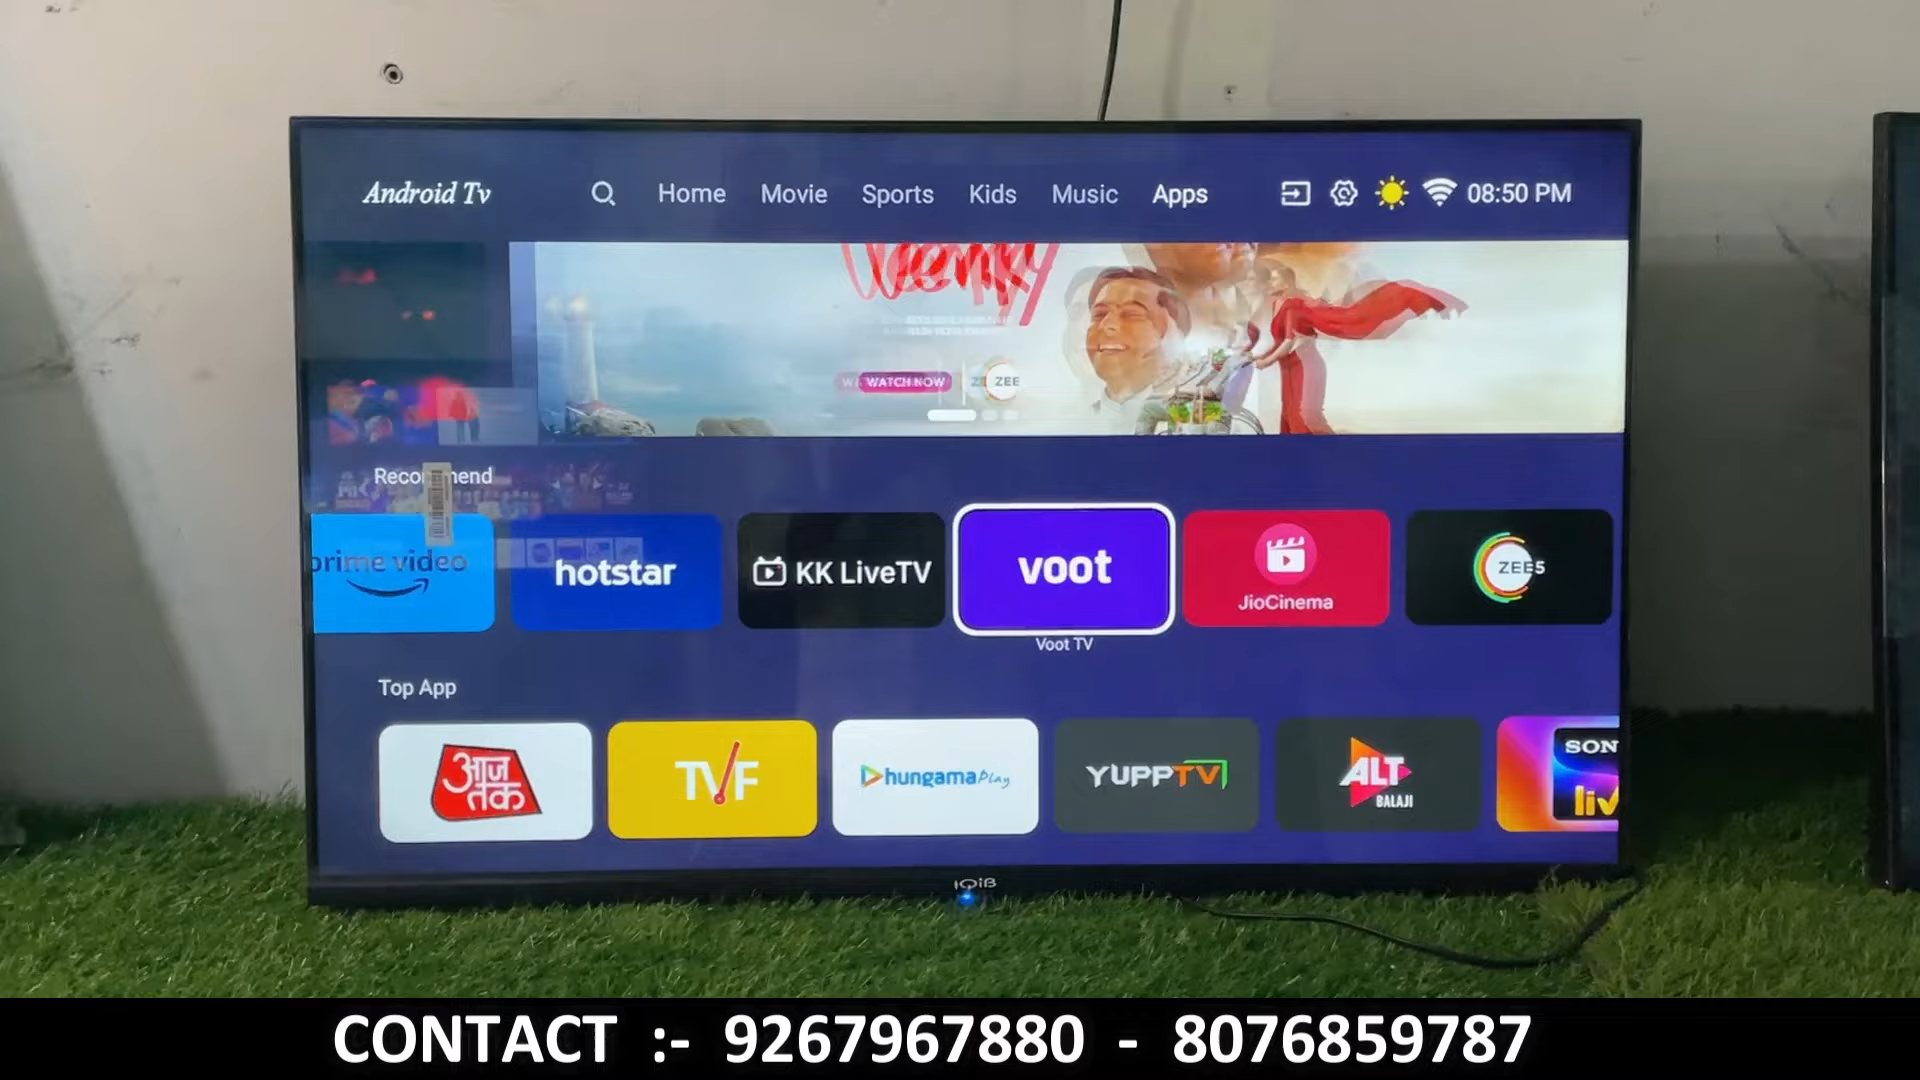 Android Tv Home Movie Sports Kids Music Apps 08:50 PM
WATCH NOW ZEE
Recommend
prime video hotstar KK LiveTV voot JioCinema ZEE5
Voot TV
Top App
आज तक TVF hungama play YUPPTV ALT BALAJI SON liv
CONTACT :- 9267967880 - 8076859787